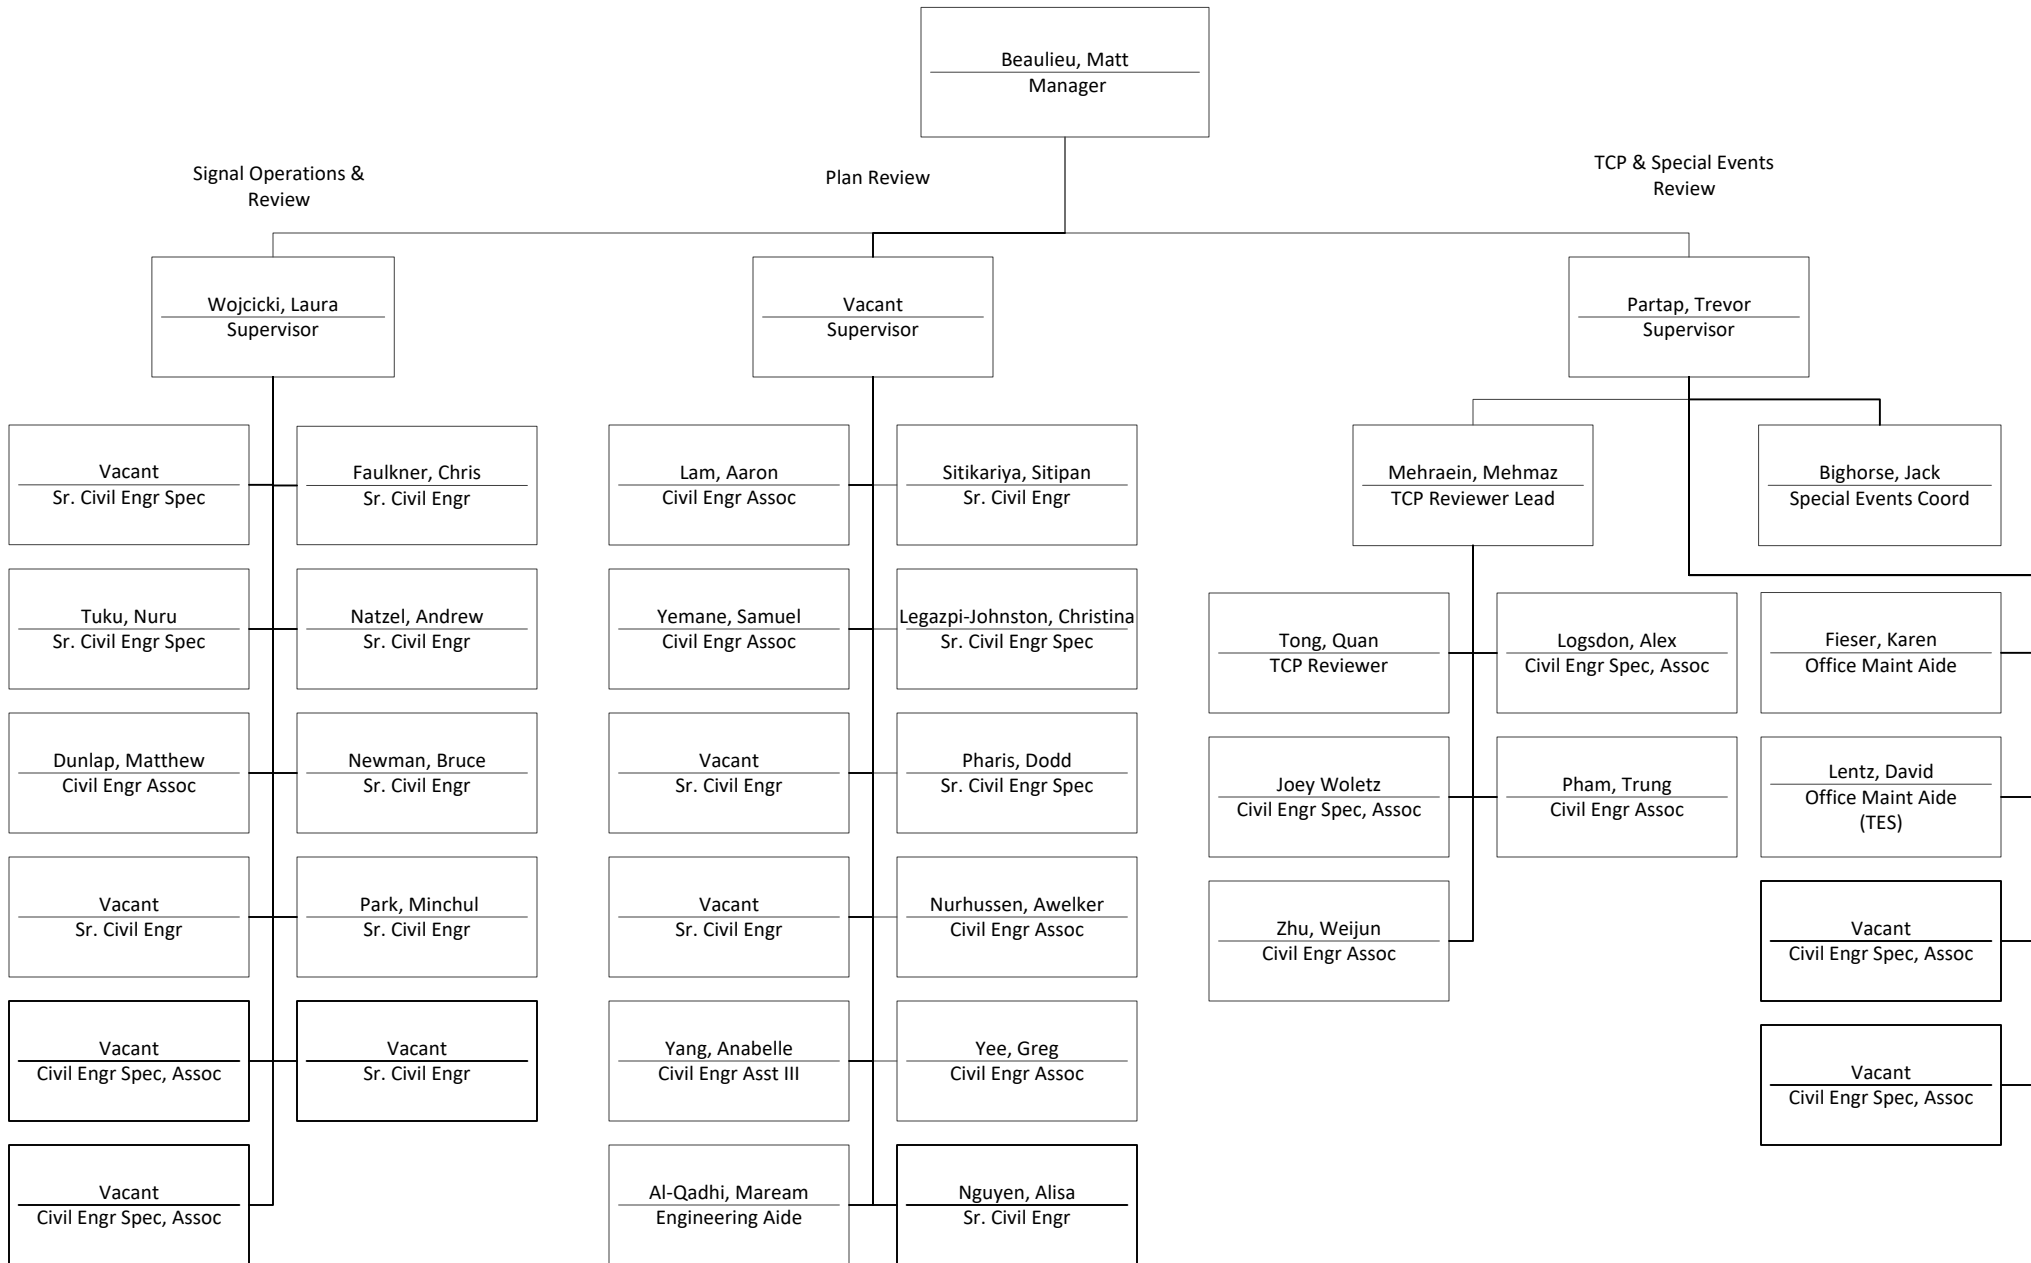 Beaulieu, Matt
Manager
Signal Operations &
Review
Plan Review
TCP & Special Events
Review
Wojcicki, Laura
Supervisor
Vacant
Supervisor
Partap, Trevor
Supervisor
Vacant
Sr. Civil Engr Spec
Faulkner, Chris
Sr. Civil Engr
Lam, Aaron
Civil Engr Assoc
Sitikariya, Sitipan
Sr. Civil Engr
Mehraein, Mehmaz
TCP Reviewer Lead
Bighorse, Jack
Special Events Coord
Tuku, Nuru
Sr. Civil Engr Spec
Natzel, Andrew
Sr. Civil Engr
Yemane, Samuel
Civil Engr Assoc
Legazpi-Johnston, Christina
Sr. Civil Engr Spec
Tong, Quan
TCP Reviewer
Logsdon, Alex
Civil Engr Spec, Assoc
Fieser, Karen
Office Maint Aide
Dunlap, Matthew
Civil Engr Assoc
Newman, Bruce
Sr. Civil Engr
Vacant
Sr. Civil Engr
Pharis, Dodd
Sr. Civil Engr Spec
Joey Woletz
Civil Engr Spec, Assoc
Pham, Trung
Civil Engr Assoc
Lentz, David
Office Maint Aide
(TES)
Vacant
Sr. Civil Engr
Park, Minchul
Sr. Civil Engr
Vacant
Sr. Civil Engr
Nurhussen, Awelker
Civil Engr Assoc
Zhu, Weijun
Civil Engr Assoc
Vacant
Civil Engr Spec, Assoc
Vacant
Civil Engr Spec, Assoc
Vacant
Sr. Civil Engr
Yang, Anabelle
Civil Engr Asst III
Yee, Greg
Civil Engr Assoc
Vacant
Civil Engr Spec, Assoc
Vacant
Civil Engr Spec, Assoc
Al-Qadhi, Maream
Engineering Aide
Nguyen, Alisa
Sr. Civil Engr